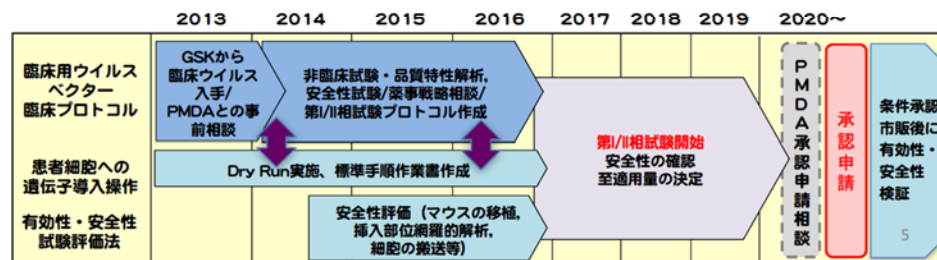 2013 2014 2015 2016 2017 2018 2019 2020～
臨床用ウイルス
ベクター
臨床プロトコル
GSKから
臨床ウイルス
入手/
PMDAとの事
前相談
非臨床試験・品質特性解析,
安全性試験/薬事戦略相談/
第I/II相試験プロトコル作成
患者細胞への
遺伝子導入操作
Dry Run実施、標準手順作業書作成
有効性・安全性
試験評価法
安全性評価（マウスの移植,
挿入部位網羅的解析,
細胞の搬送等）
第I/II相試験開始
安全性の確認
至適用量の決定
PMDA承認申請相談
承認申請
条件承認
市販後に
有効性・
安全性
検証
5